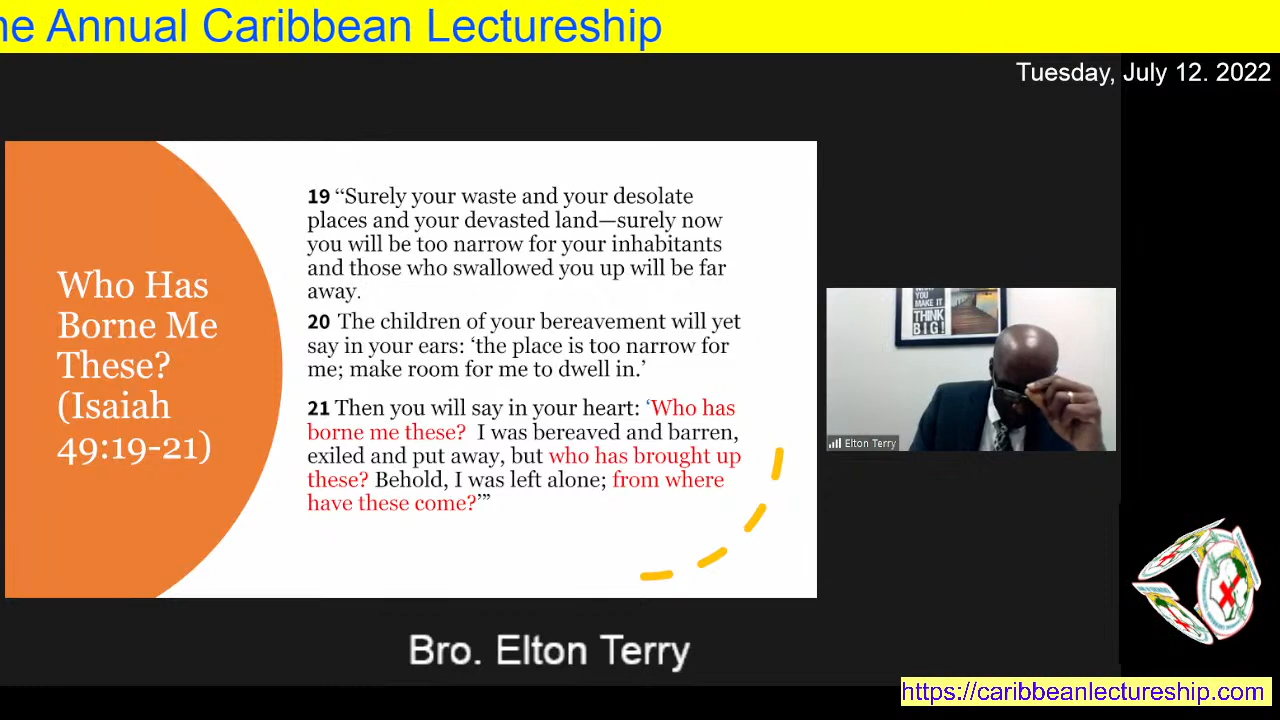 he Annual Caribbean Lectureship
Tuesday, July 12. 2022
Who Has
Borne Me
These?
(Isaiah
49:19-21)
19 “Surely your waste and your desolate
places and your devasted land—surely now
you will be too narrow for your inhabitants
and those who swallowed you up will be far
away.
20 The children of your bereavement will yet
say in your ears: ‘the place is too narrow for
me; make room for me to dwell in.’
21 Then you will say in your heart: ‘Who has
borne me these? I was bereaved and barren,
exiled and put away, but who has brought up
these? Behold, I was left alone; from where
have these come?’”
YOU
MAKE IT
THINK
BIG!
Elton Terry
Bro. Elton Terry
https://caribbeanlectureship.com